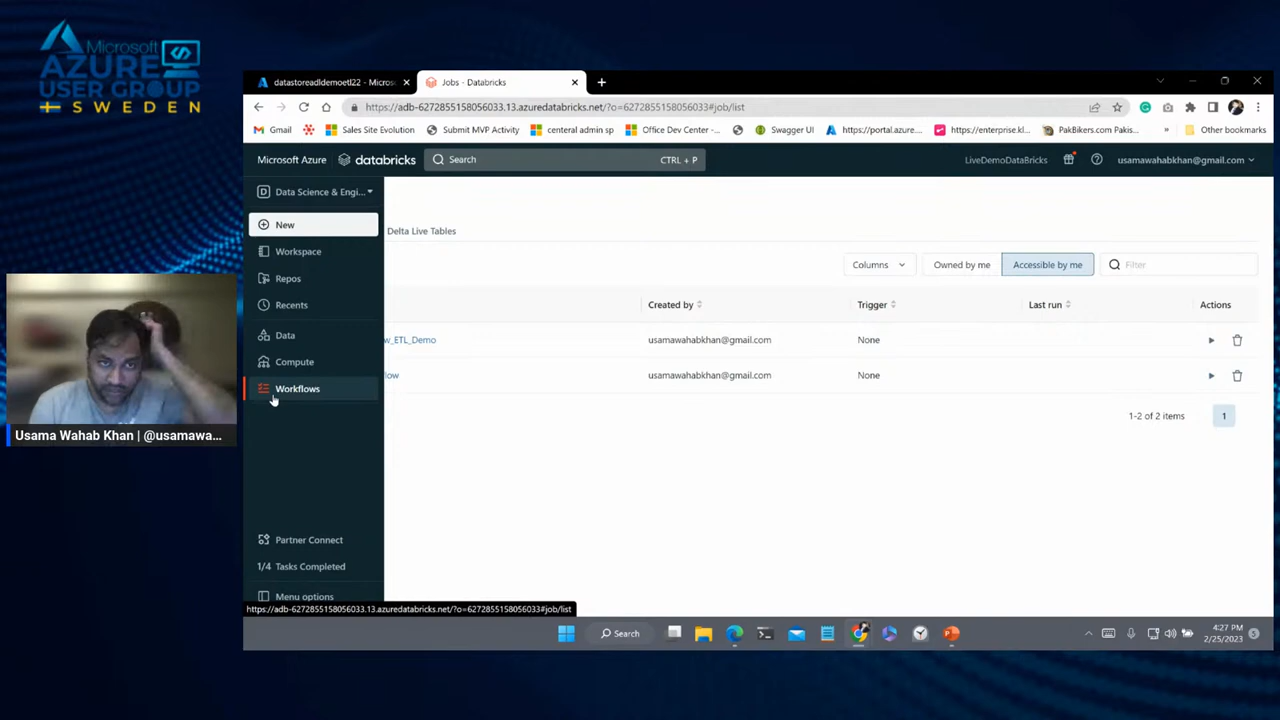 Microsoft
AZURE
USER GROUP
SWEDEN
datastoreadldemoetl22 - Micros
Jobs - Databricks
https://adb-6272855158056033.13.azuredatabricks.net/?o=6272855158056033#job/list
Gmail
Sales Site Evolution
Submit MVP Activity
centeral admin sp
Office Dev Center -...
Swagger UI
https://portal.azure...
https://enterprise.kl...
PakBikers.com Pakis...
»
Other bookmarks
Microsoft Azure
databricks
Search
CTRL + P
LiveDemoDataBricks
usamawahabkhan@gmail.com
D
Data Science & Engi...
New
Workspace
Repos
Recents
Data
Compute
Workflows
Partner Connect
1/4 Tasks Completed
Menu options
Delta Live Tables
Columns
Owned by me
Accessible by me
Filter
Created by
Trigger
Last run
Actions
w_ETL_Demo
usamawahabkhan@gmail.com
None
low
usamawahabkhan@gmail.com
None
1-2 of 2 items
1
https://adb-6272855158056033.13.azuredatabricks.net/?o=6272855158056033#job/list
Usama Wahab Khan | @usamawa...
Search
4:27 PM
2/25/2023
5